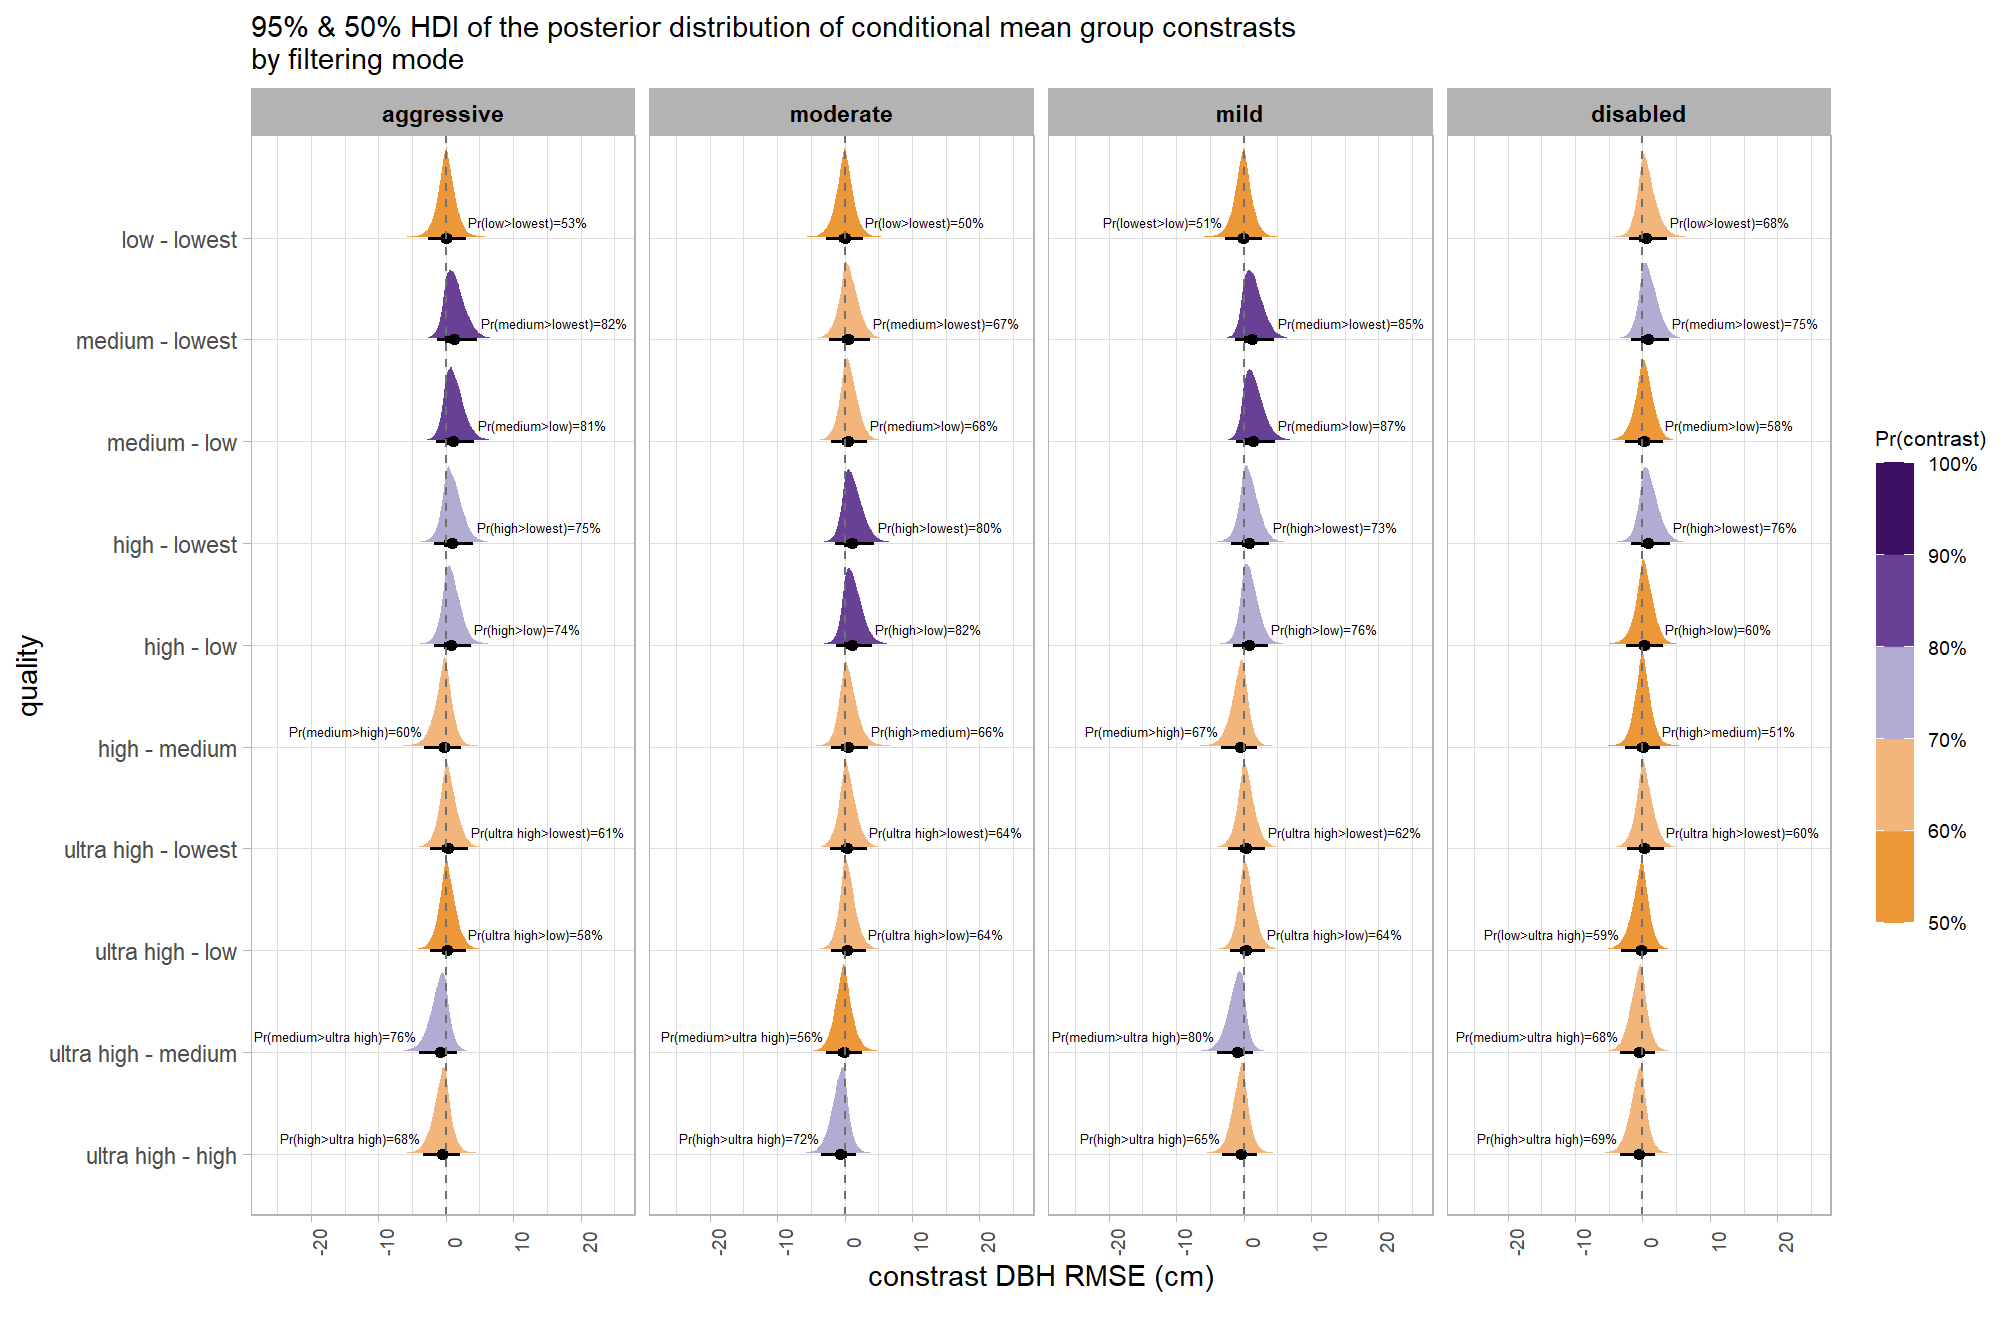 95% & 50% HDI of the posterior distribution of conditional mean group constrasts
by filtering mode
aggressive
moderate
mild
disabled
quality
low - lowest
Pr(low>lowest)=53%
Pr(low>lowest)=50%
Pr(lowest>low)=51%
Pr(low>lowest)=68%
medium - lowest
Pr(medium>lowest)=82%
Pr(medium>lowest)=67%
Pr(medium>lowest)=85%
Pr(medium>lowest)=75%
medium - low
Pr(medium>low)=81%
Pr(medium>low)=68%
Pr(medium>low)=87%
Pr(medium>low)=58%
high - lowest
Pr(high>lowest)=75%
Pr(high>lowest)=80%
Pr(high>lowest)=73%
Pr(high>lowest)=76%
high - low
Pr(high>low)=74%
Pr(high>low)=82%
Pr(high>low)=76%
Pr(high>low)=60%
high - medium
Pr(medium>high)=60%
Pr(high>medium)=66%
Pr(medium>high)=67%
Pr(high>medium)=51%
ultra high - lowest
Pr(ultra high>lowest)=61%
Pr(ultra high>lowest)=64%
Pr(ultra high>lowest)=62%
Pr(ultra high>lowest)=60%
ultra high - low
Pr(ultra high>low)=58%
Pr(ultra high>low)=64%
Pr(ultra high>low)=64%
Pr(low>ultra high)=59%
ultra high - medium
Pr(medium>ultra high)=76%
Pr(medium>ultra high)=56%
Pr(medium>ultra high)=80%
Pr(medium>ultra high)=68%
ultra high - high
Pr(high>ultra high)=68%
Pr(high>ultra high)=72%
Pr(high>ultra high)=65%
Pr(high>ultra high)=69%
-20
-10
0
10
20
-20
-10
0
10
20
-20
-10
0
10
20
-20
-10
0
10
20
constrast DBH RMSE (cm)
Pr(contrast)
100%
90%
80%
70%
60%
50%